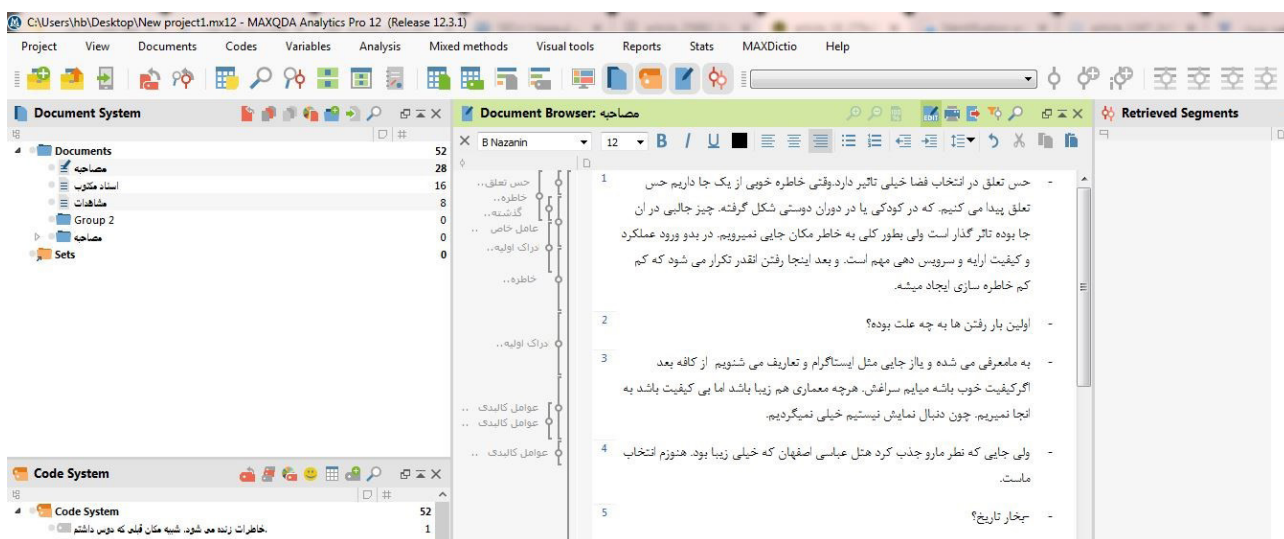 C:\Users\hb\Desktop\New project1.mx12 - MAXQDA Analytics Pro 12 (Release 12.3.1)
Project View Documents Codes Variables Analysis Mixed methods Visual tools Reports Stats MAXDictio Help
Document System
Documents 52
مصاحبه 28
اسناد مکتوب 16
مشاهدات 8
Group 2 0
مصاحبه 0
Sets 0
Code System
Code System 52
خاطرات زنده می شود. شبیه مکان قبلی که دوس داشتم. 1
Document Browser: مصاحبه
B Nazanin 12 B I U
حس تعلق..
خاطره..
گذشته..
عامل خاص ..
دراک اولیه..
خاطره..
دراک اولیه..
عوامل کالبدی ..
عوامل کالبدی ..
عوامل کالبدی ..
1 - حس تعلق در انتخاب فضا خیلی تاثیر دارد.وقتی خاطره خوبی از یک جا داریم حس
تعلق پیدا می کنیم. که در کودکی یا در دوران دوستی شکل گرفته. چیز جالبی در ان
جا بوده تاثر گذار است ولی بطور کلی به خاطر مکان جایی نمیرویم. در بدو ورود عملکرد
و کیفیت ارایه و سرویس دهی مهم است. و بعد اینجا رفتن انقدر تکرار می شود که کم
کم خاطره سازی ایجاد میشه.
2 - اولین بار رفتن ها به چه علت بوده؟
3 - به مامعرفی می شده و یااز جایی مثل ایستاگرام و تعاریف می شنویم از کافه بعد
اگرکیفیت خوب باشه میایم سراغش. هرچه معماری هم زیبا باشد اما بی کیفیت باشد به
انجا نمیریم. چون دنبال نمایش نیستیم خیلی نمیگردیم.
4 - ولی جایی که نظر مارو جذب کرد هتل عباسی اصفهان که خیلی زیبا بود. هنوزم انتخاب
ماست.
5 - -بخار تاریخ؟
Retrieved Segments